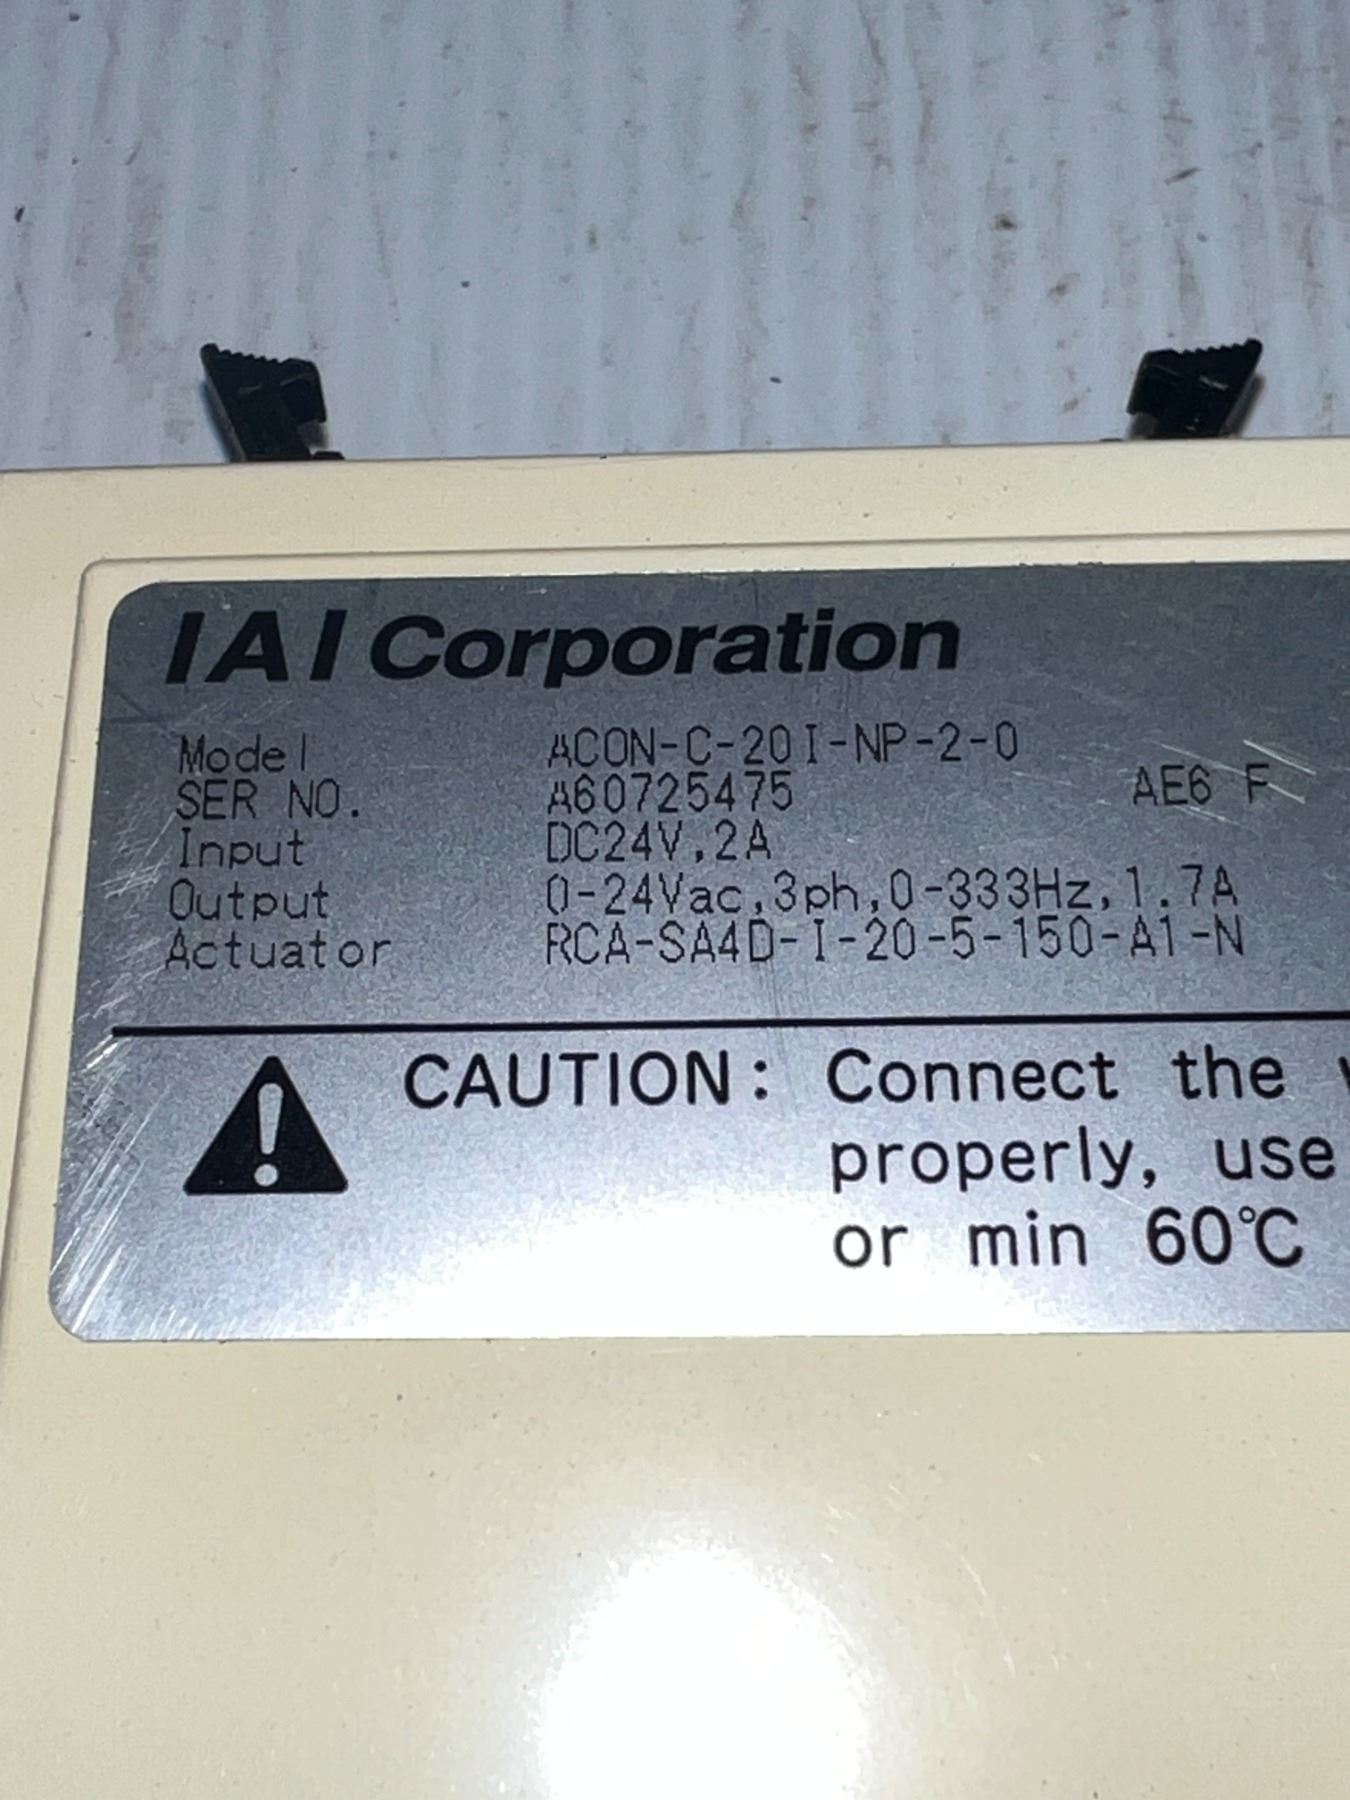 IAI Corporation
Model ACON-C-20I-NP-2-0
SER NO. A60725475 AE6 F
Input DC24V,2A
Output 0-24Vac,3ph,0-333Hz,1.7A
Actuator RCA-SA4D-I-20-5-150-A1-N
CAUTION: Connect the
properly, use
or min 60°C